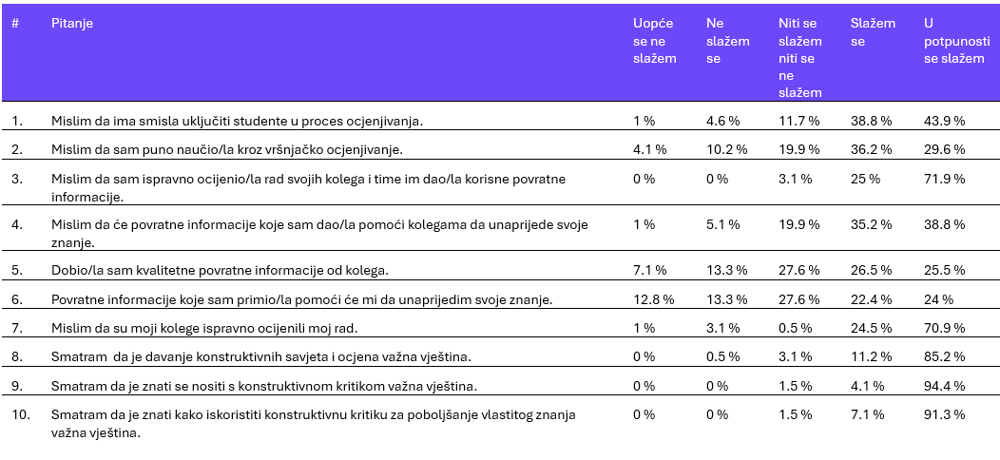 # Pitanje Uopće se ne slažem Ne slažem se Niti se slažem niti se ne slažem Slažem se U potpunosti se slažem
1. Mislim da ima smisla uključiti studente u proces ocjenjivanja. 1 % 4.6 % 11.7 % 38.8 % 43.9 %
2. Mislim da sam puno naučio/la kroz vršnjačko ocjenjivanje. 4.1 % 10.2 % 19.9 % 36.2 % 29.6 %
3. Mislim da sam ispravno ocijenio/la rad svojih kolega i time im dao/la korisne povratne 0 % 0 % 3.1 % 25 % 71.9 %
informacije.
4. Mislim da će povratne informacije koje sam dao/la pomoći kolegama da unaprijede svoje 1 % 5.1 % 19.9 % 35.2 % 38.8 %
znanje.
5. Dobio/la sam kvalitetne povratne informacije od kolega. 7.1 % 13.3 % 27.6 % 26.5 % 25.5 %
6. Povratne informacije koje sam primio/la pomoći će mi da unaprijedim svoje znanje. 12.8 % 13.3 % 27.6 % 22.4 % 24 %
7. Mislim da su moji kolege ispravno ocijenili moj rad. 1 % 3.1 % 0.5 % 24.5 % 70.9 %
8. Smatram da je davanje konstruktivnih savjeta i ocjena važna vještina. 0 % 0.5 % 3.1 % 11.2 % 85.2 %
9. Smatram da je znati se nositi s konstruktivnom kritikom važna vještina. 0 % 0 % 1.5 % 4.1 % 94.4 %
10. Smatram da je znati kako iskoristiti konstruktivnu kritiku za poboljšanje vlastitog znanja 0 % 0 % 1.5 % 7.1 % 91.3 %
važna vještina.